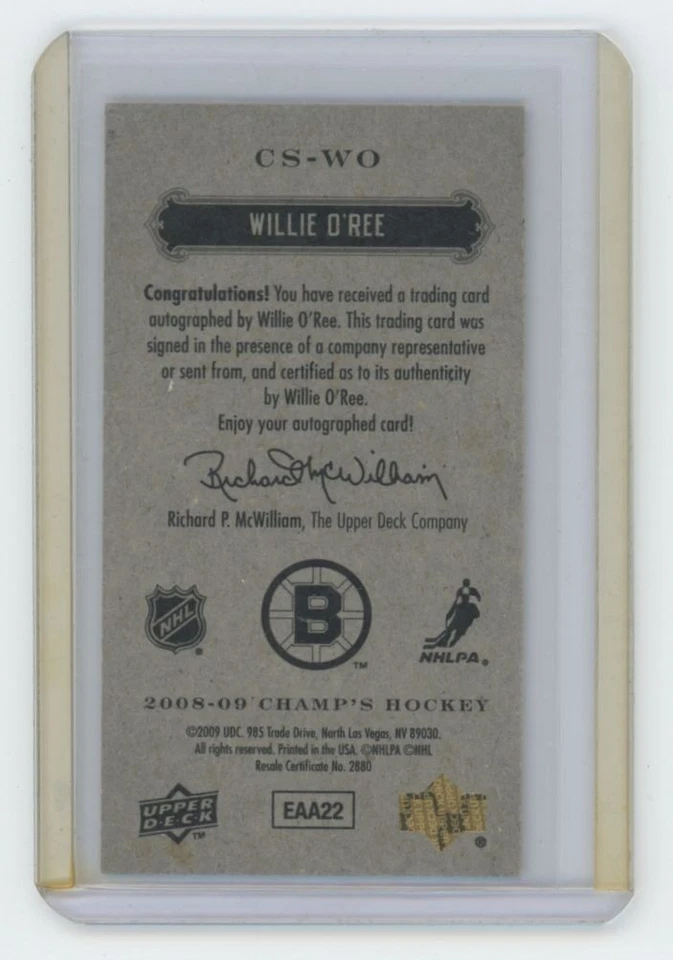 CS-WO
WILLIE O'REE
Congratulations! You have received a trading card
autographed by Willie O'Ree. This trading card was
signed in the presence of a company representative
or sent from, and certified as to its authenticity
by Willie O'Ree.
Enjoy your autographed card!
Richard McWilliam
Richard P. McWilliam, The Upper Deck Company
NHL
®
B
TM
NHLPA®
2008-09 CHAMP'S HOCKEY
©2009 UDC. 985 Trade Drive, North Las Vegas, NV 89030.
All rights reserved. Printed in the USA. ©NHLPA ©NHL
Resale Certificate No. 2880
UPPER
D·E·C·K
TM
EAA22
®